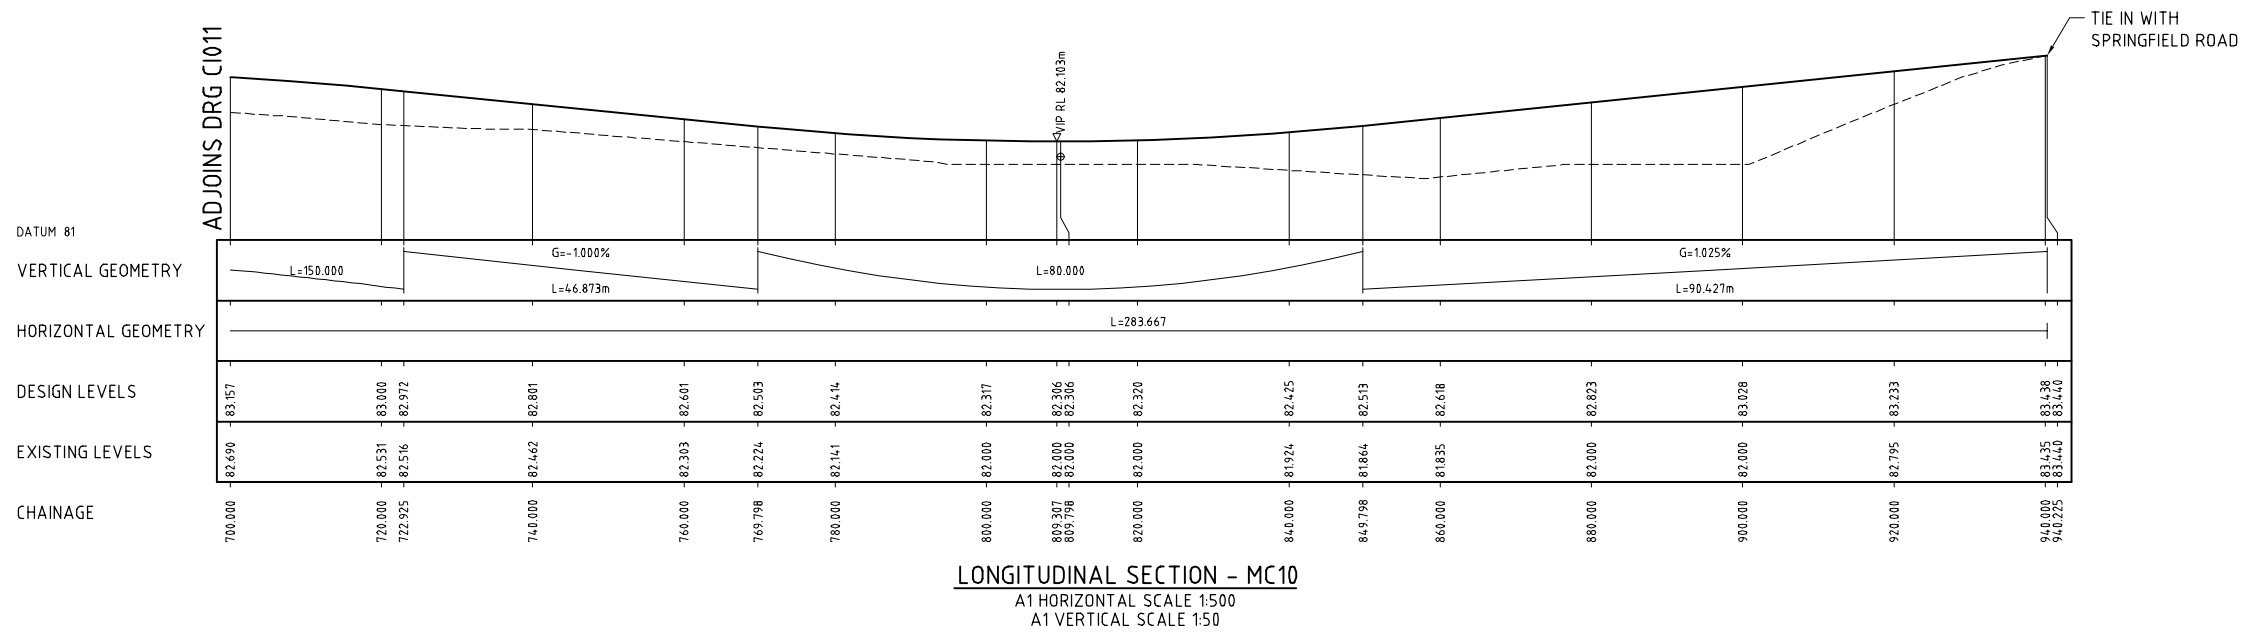 TIE IN WITH
SPRINGFIELD ROAD
ADJOINS DRG CI011
VIP RL 82.103m
DATUM 81
VERTICAL GEOMETRY
L=150.000
G=-1.000%
L=46.873m
L=80.000
G=1.025%
L=90.427m
HORIZONTAL GEOMETRY
L=283.667
DESIGN LEVELS
83.157 83.000 82.972 82.801 82.601 82.503 82.414 82.317 82.306 82.306 82.320 82.425 82.513 82.618 82.823 83.028 83.233 83.438 83.440
EXISTING LEVELS
82.690 82.531 82.516 82.462 82.303 82.224 82.141 82.000 82.000 82.000 82.000 81.924 81.864 81.835 82.000 82.000 82.795 83.435 83.440
CHAINAGE
700.000 720.000 722.925 740.000 760.000 769.798 780.000 800.000 809.307 809.798 820.000 840.000 849.798 860.000 880.000 900.000 920.000 940.000 940.225
LONGITUDINAL SECTION - MC10
A1 HORIZONTAL SCALE 1:500
A1 VERTICAL SCALE 1:50